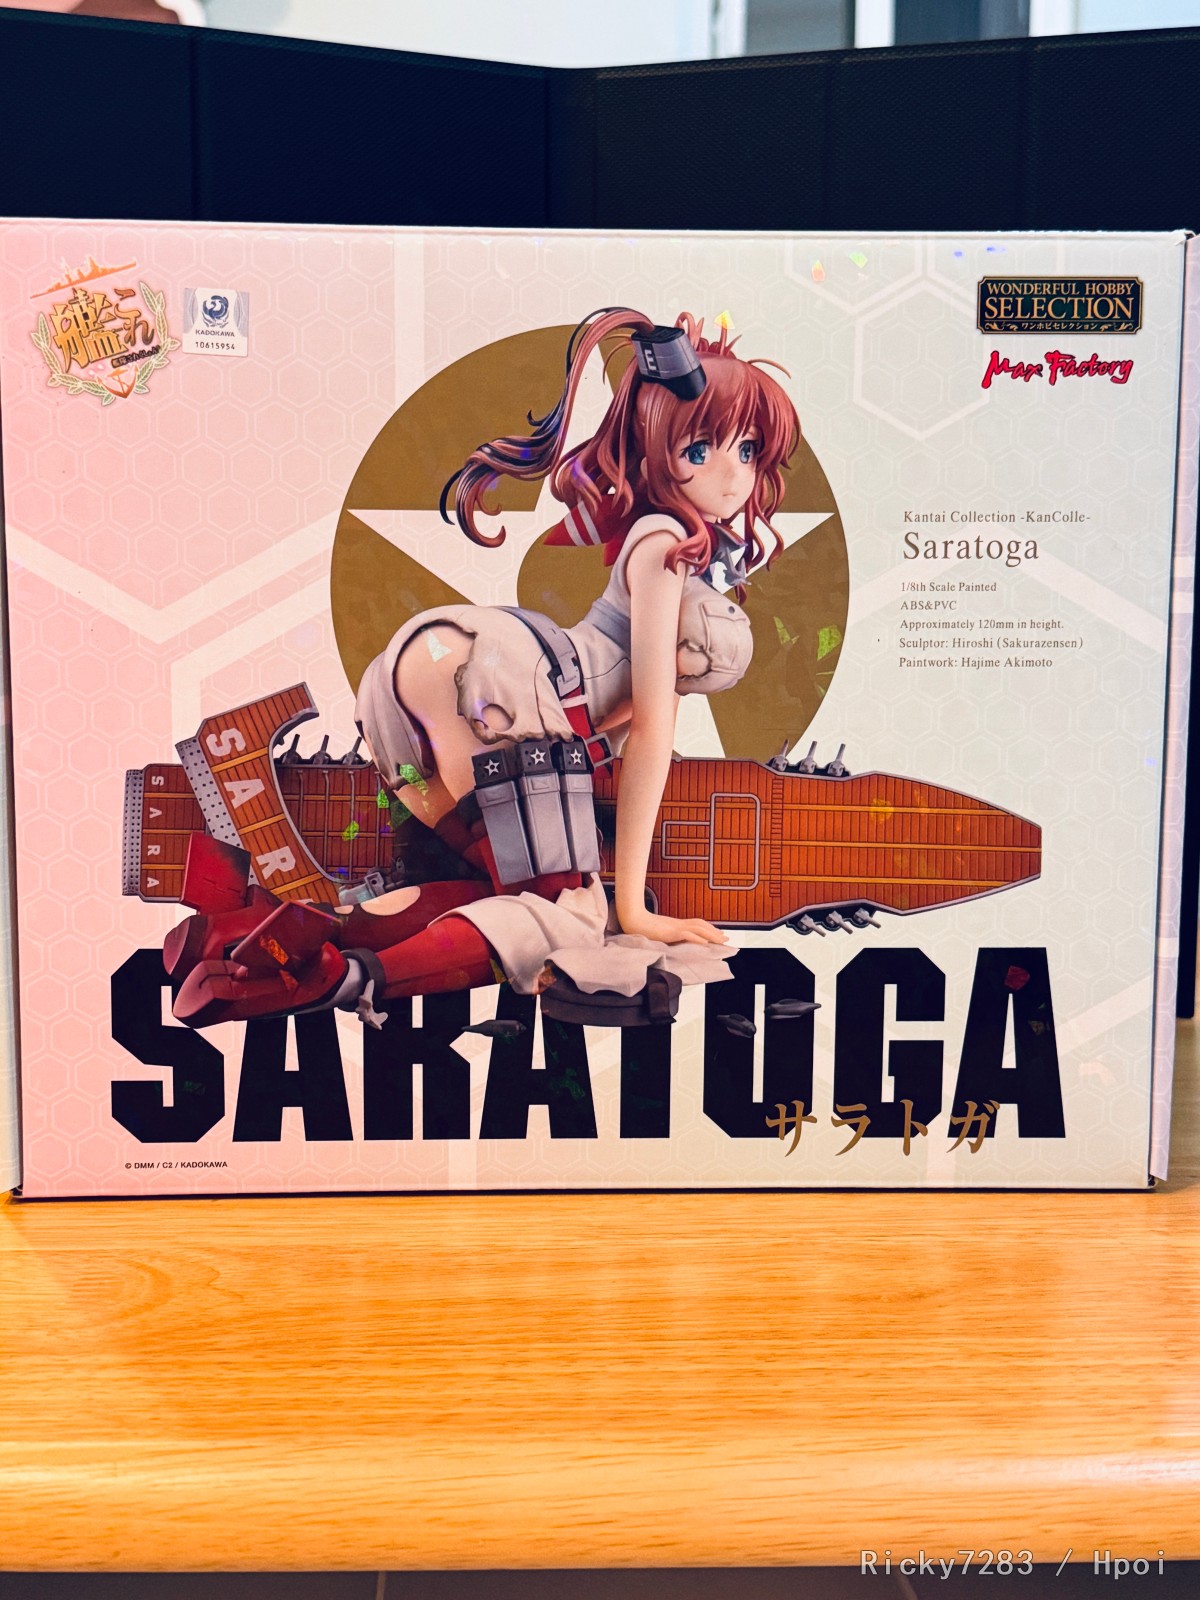 艦これ
KADOKAWA
10615954
WONDERFUL HOBBY
SELECTION
ワンホビセレクション
Max Factory
Kantai Collection -KanColle-
Saratoga
1/8th Scale Painted
ABS&PVC
Approximately 120mm in height.
Sculptor: Hiroshi (Sakurazensen)
Paintwork: Hajime Akimoto
SAR
SARA
SARATOGA
サラトガ
© DMM / C2 / KADOKAWA
Ricky7283 / Hpoi